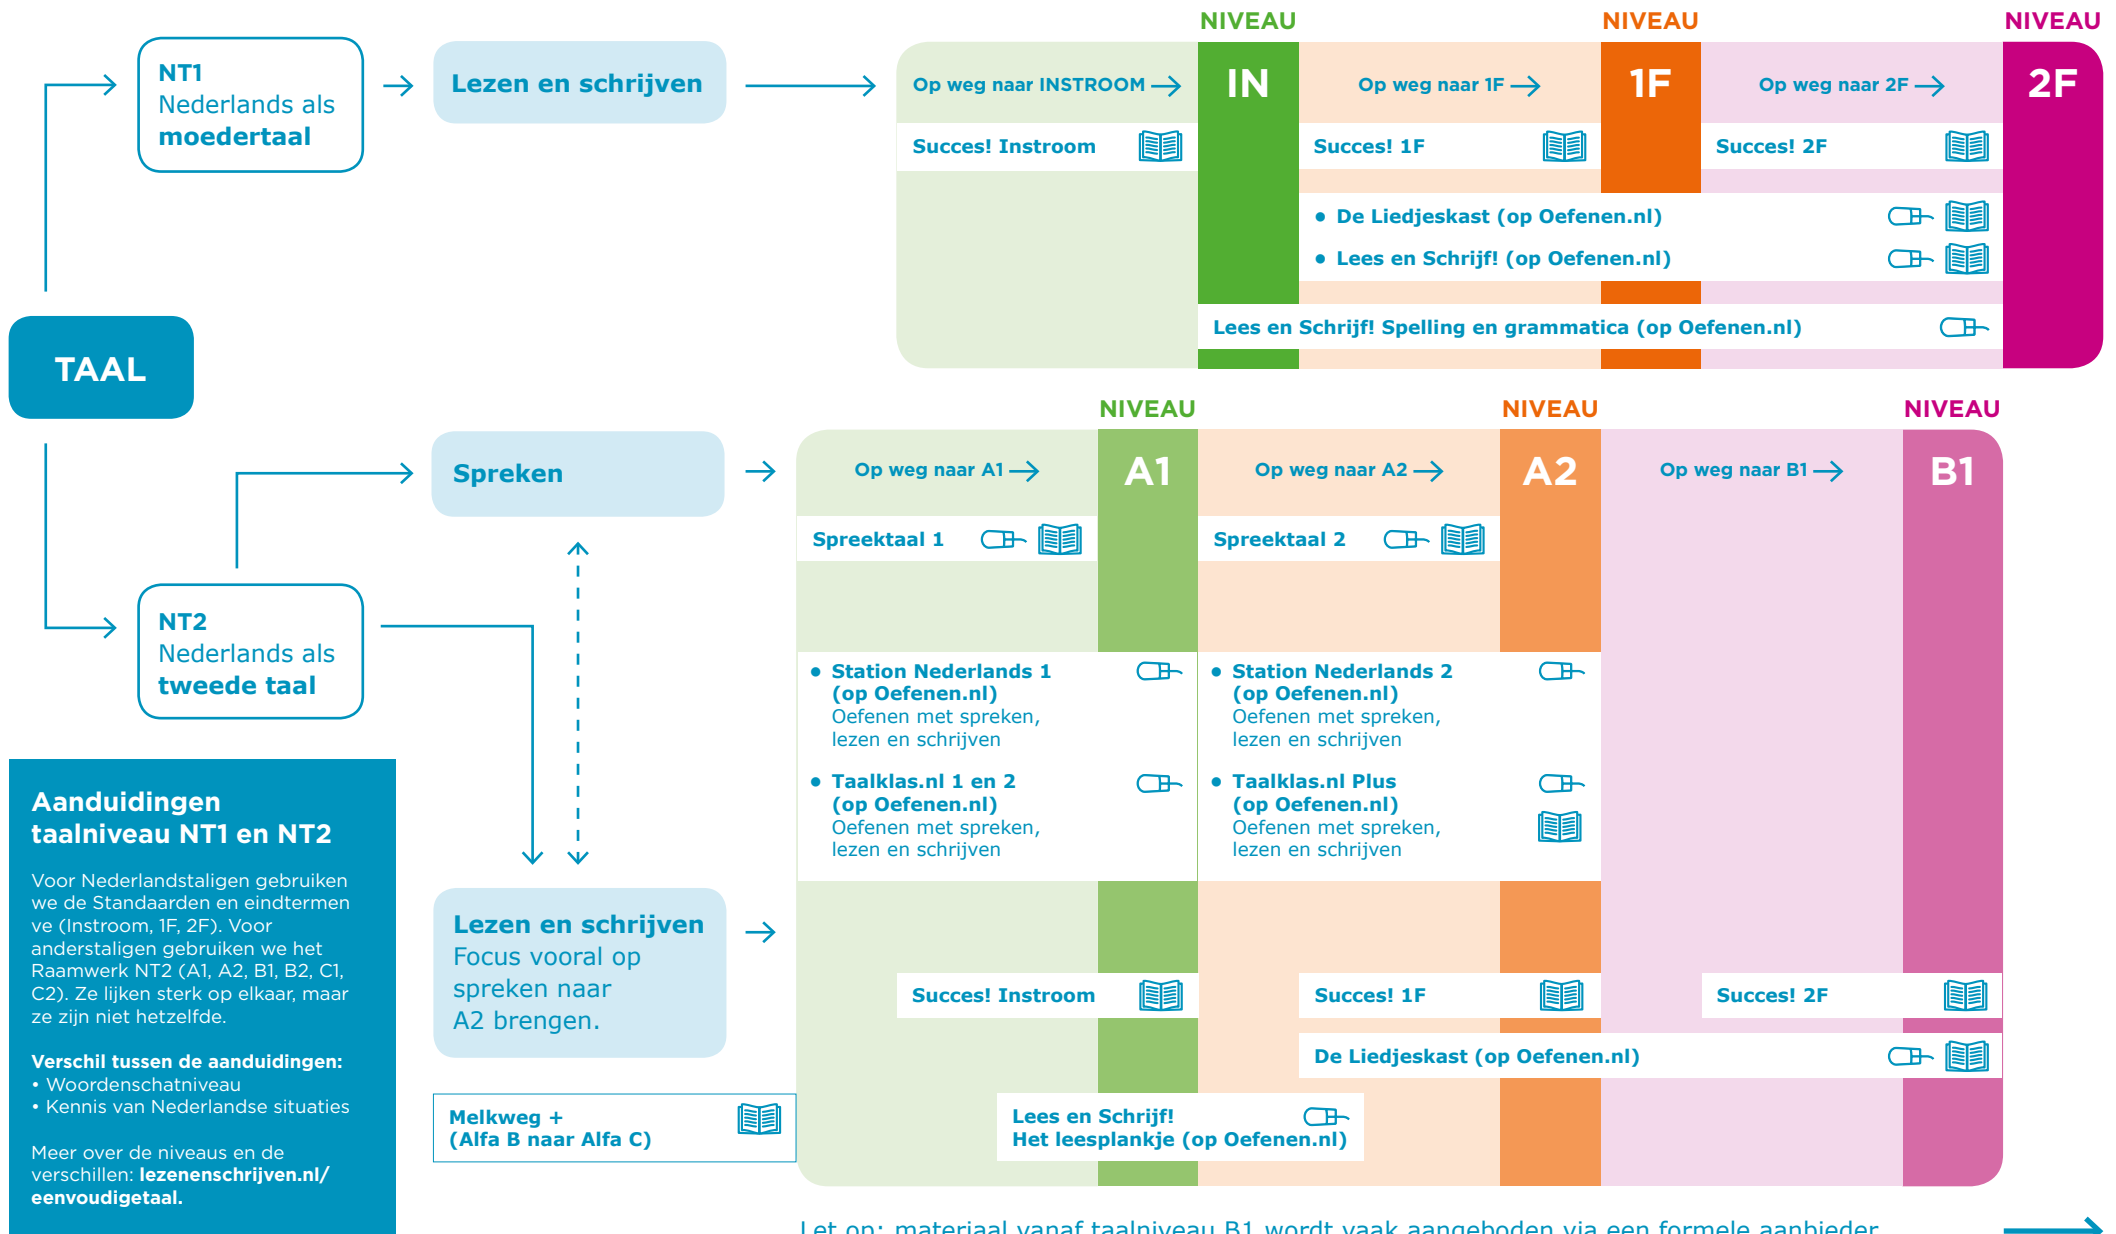 TAAL
NT1
Nederlands als
moedertaal
Lezen en schrijven
NIVEAU
NIVEAU
NIVEAU
Op weg naar INSTROOM
IN
Op weg naar 1F
1F
Op weg naar 2F
2F
Succes! Instroom
Succes! 1F
Succes! 2F
• De Liedjeskast (op Oefenen.nl)
• Lees en Schrijf! (op Oefenen.nl)
Lees en Schrijf! Spelling en grammatica (op Oefenen.nl)
NT2
Nederlands als
tweede taal
Spreken
NIVEAU
NIVEAU
NIVEAU
Op weg naar A1
A1
Op weg naar A2
A2
Op weg naar B1
B1
Spreektaal 1
Spreektaal 2
• Station Nederlands 1
(op Oefenen.nl)
Oefenen met spreken,
lezen en schrijven
• Taalklas.nl 1 en 2
(op Oefenen.nl)
Oefenen met spreken,
lezen en schrijven
• Station Nederlands 2
(op Oefenen.nl)
Oefenen met spreken,
lezen en schrijven
• Taalklas.nl Plus
(op Oefenen.nl)
Oefenen met spreken,
lezen en schrijven
Lezen en schrijven
Focus vooral op
spreken naar
A2 brengen.
Succes! Instroom
Succes! 1F
Succes! 2F
De Liedjeskast (op Oefenen.nl)
Melkweg +
(Alfa B naar Alfa C)
Lees en Schrijf!
Het leesplankje (op Oefenen.nl)
Aanduidingen
taalniveau NT1 en NT2
Voor Nederlandstaligen gebruiken
we de Standaarden en eindtermen
ve (Instroom, 1F, 2F). Voor
anderstaligen gebruiken we het
Raamwerk NT2 (A1, A2, B1, B2, C1,
C2). Ze lijken sterk op elkaar, maar
ze zijn niet hetzelfde.
Verschil tussen de aanduidingen:
• Woordenschatniveau
• Kennis van Nederlandse situaties
Meer over de niveaus en de
verschillen: lezenenschrijven.nl/
eenvoudigetaal.
Let op: materiaal vanaf taalniveau B1 wordt vaak aangeboden via een formele aanbieder